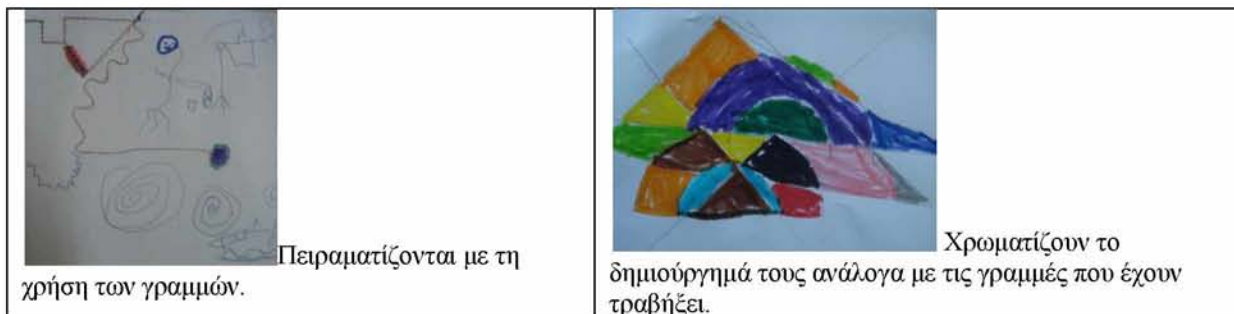 Πειραματίζονται με τη
χρήση των γραμμών.
Χρωματίζουν το
δημιούργημά τους ανάλογα με τις γραμμές που έχουν
τραβήξει.